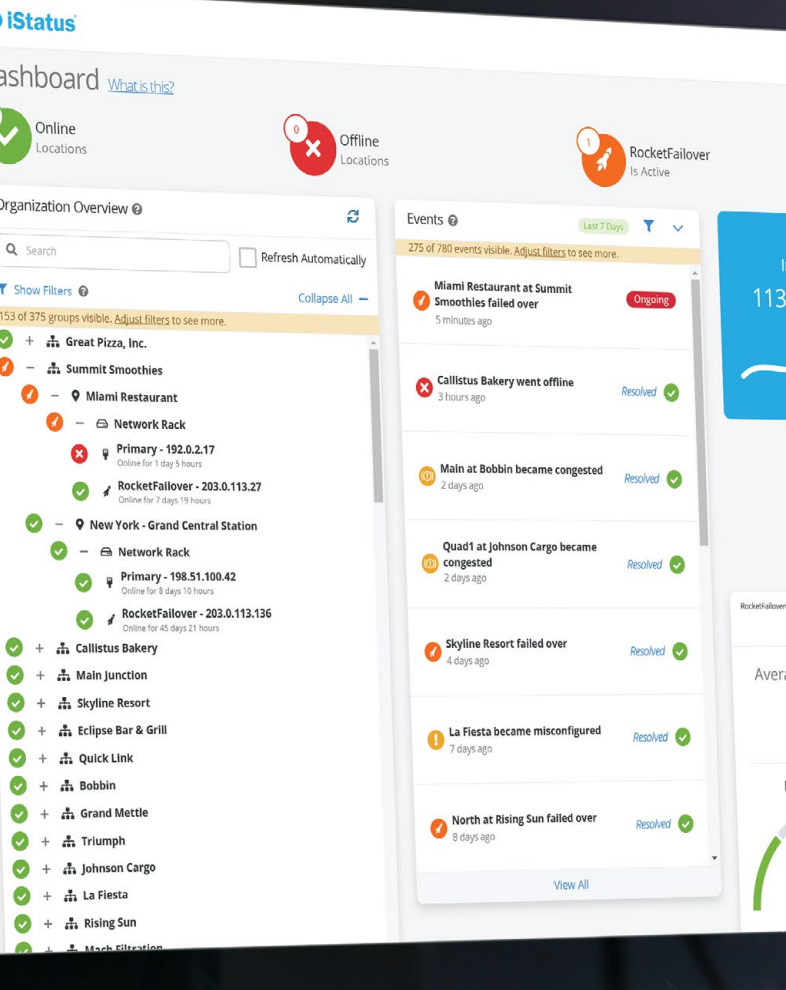 iStatus
ashboard What is this?
Online
Locations
0
Offline
Locations
1
RocketFailover
Is Active
Organization Overview
Search
Refresh Automatically
Show Filters
Collapse All
153 of 375 groups visible. Adjust filters to see more.
Great Pizza, Inc.
Summit Smoothies
Miami Restaurant
Network Rack
Primary - 192.0.2.17
Online for 1 day 5 hours
RocketFailover - 203.0.113.27
Online for 7 days 19 hours
New York - Grand Central Station
Network Rack
Primary - 198.51.100.42
Online for 8 days 10 hours
RocketFailover - 203.0.113.136
Online for 45 days 21 hours
Callistus Bakery
Main Junction
Skyline Resort
Eclipse Bar & Grill
Quick Link
Bobbin
Grand Mettle
Triumph
Johnson Cargo
La Fiesta
Rising Sun
Mach Filtration
Events
Last 7 Days
275 of 780 events visible. Adjust filters to see more.
Miami Restaurant at Summit
Smoothies failed over
Ongoing
5 minutes ago
Callistus Bakery went offline
Resolved
3 hours ago
Main at Bobbin became congested
Resolved
2 days ago
Quad1 at Johnson Cargo became
congested
Resolved
2 days ago
Skyline Resort failed over
Resolved
4 days ago
La Fiesta became misconfigured
Resolved
7 days ago
North at Rising Sun failed over
Resolved
8 days ago
View All
113
RocketFailover
Avera